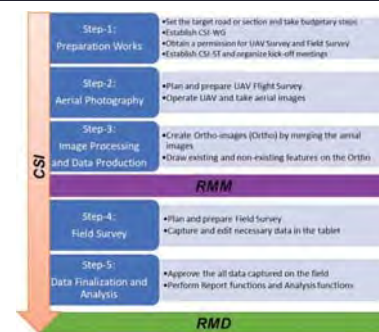 CSI
Step-1:
Preparation Works
•Set the target road or section and take budgetary steps
•Establish CSI-WG
•Obtain a permission for UAV Survey and Field Survey
•Establish CSI-ST and organize kick-off meetings
Step-2:
Aerial Photography
•Plan and prepare UAV Flight Survey
•Operate UAV and take aerial images
Step-3:
Image Processing
and Data Production
•Create Ortho-images (Ortho) by merging the aerial
images
•Draw existing and non-existing features on the Ortho
RMM
Step-4:
Field Survey
•Plan and prepare Field Survey
•Capture and edit necessary data in the tablet
Step-5:
Data Finalization and
Analysis
•Approve the all data captured on the field
•Perform Report functions and Analysis functions
RMD